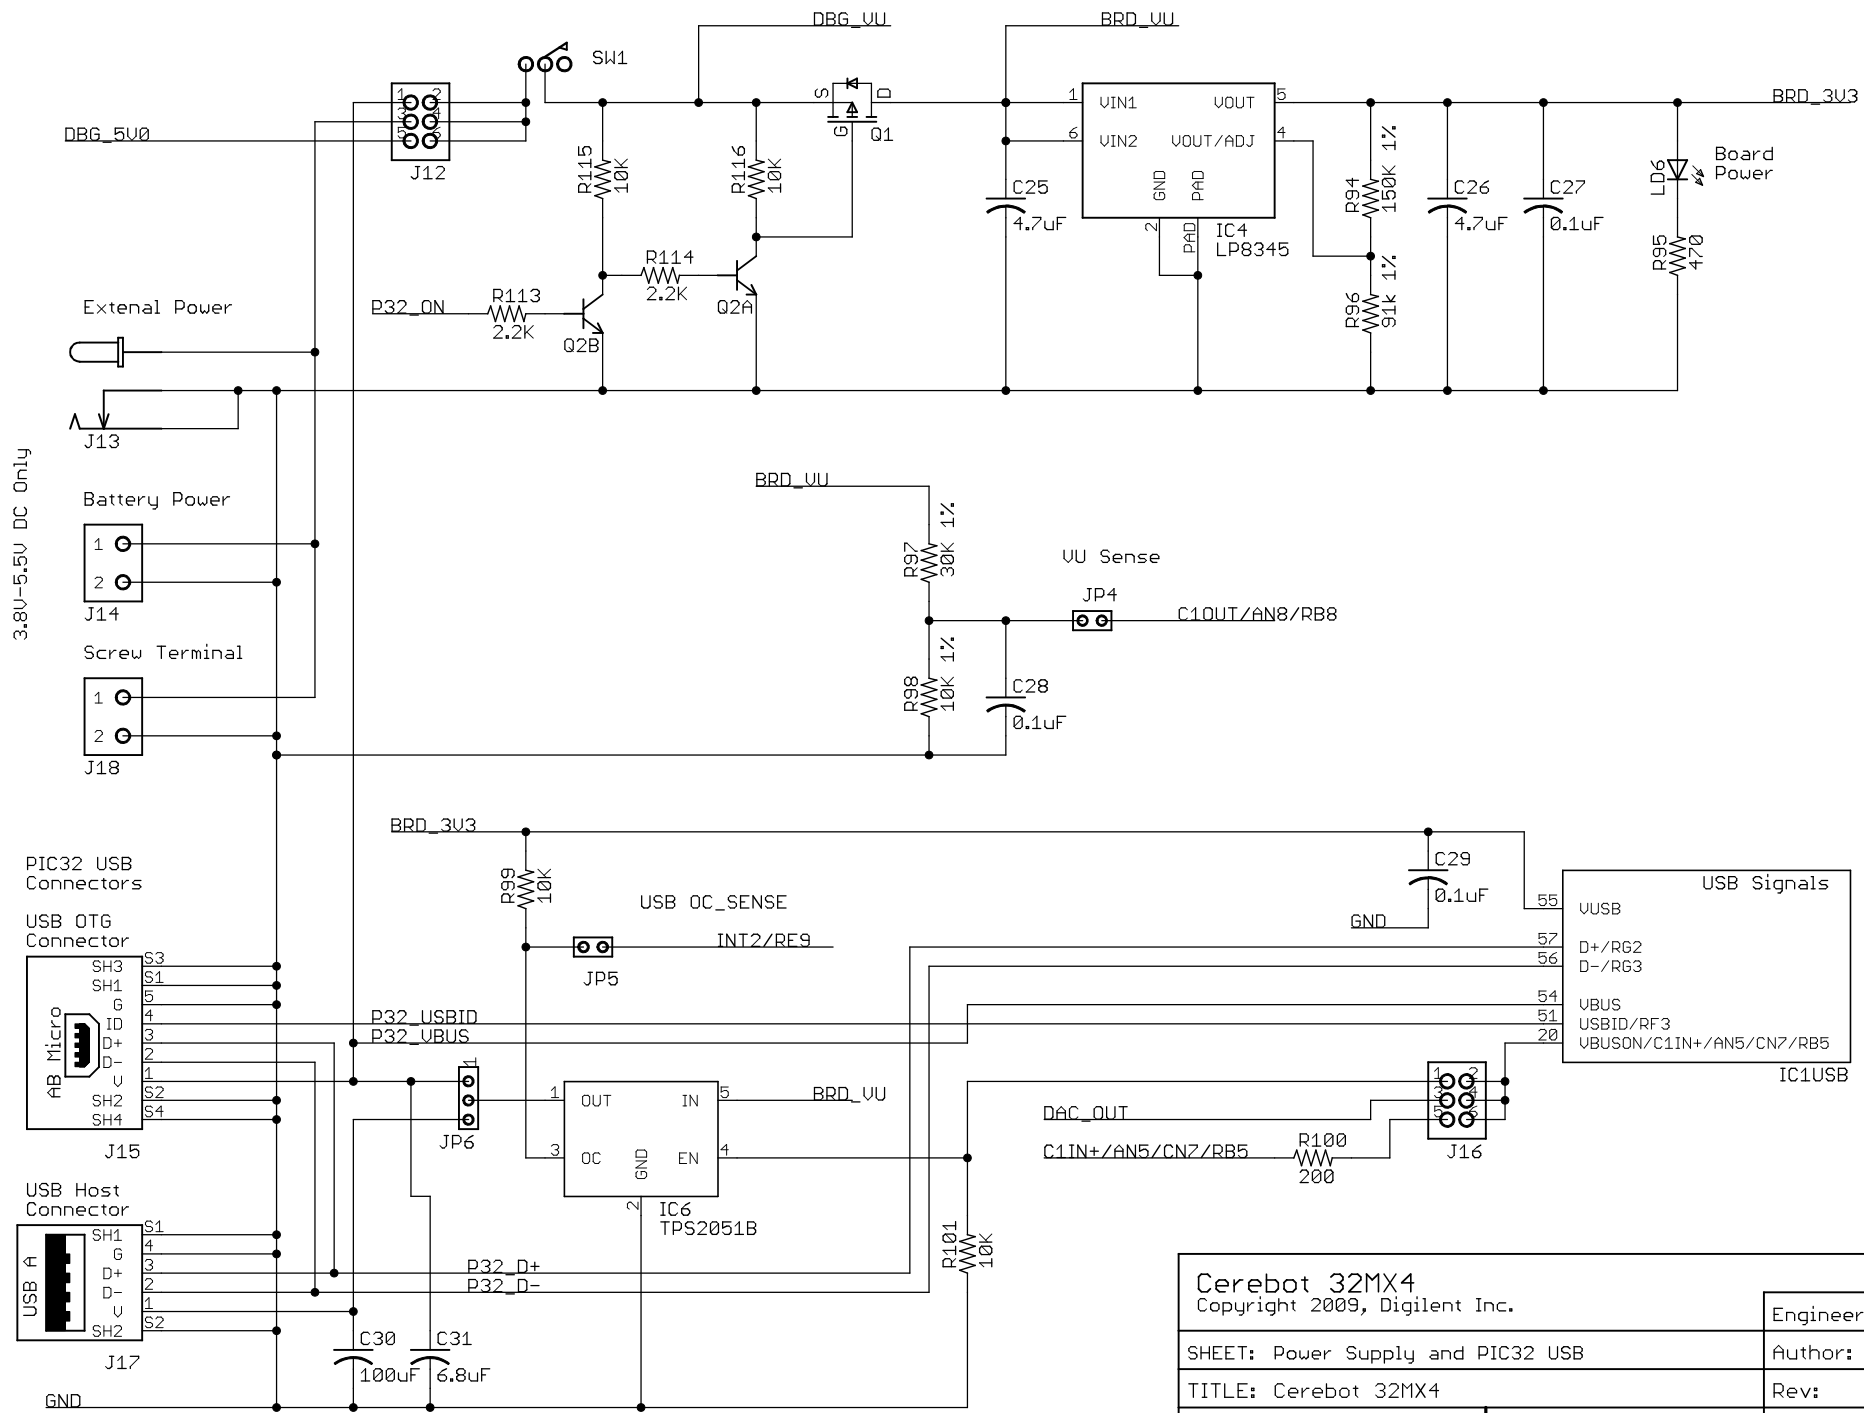 DBG_VU
BRD_VU
SW1
1 2
3 4
5 6
J12
DBG_5V0
S
D
G
Q1
R115
10K
R116
10K
1 VIN1
6 VIN2
VOUT 5
VOUT/ADJ 4
GND
PAD
2
PAD
IC4
LP8345
BRD_3V3
C25
4.7uF
R94
150K 1%
R96
91k 1%
C26
4.7uF
C27
0.1uF
LD6
Board
Power
R95
470
R114
2.2K
Q2A
P32_ON
R113
2.2K
Q2B
Extenal Power
J13
3.8V-5.5V DC Only
Battery Power
1
2
J14
Screw Terminal
1
2
J18
BRD_VU
R97
30K 1%
VU Sense
JP4
C1OUT/AN8/RB8
R98
10K 1%
C28
0.1uF
BRD_3V3
R99
10K
USB OC_SENSE
INT2/RE9
JP5
C29
0.1uF
GND
USB Signals
55 VUSB
57 D+/RG2
56 D-/RG3
54 VBUS
51 USBID/RF3
20 VBUSON/C1IN+/AN5/CN7/RB5
IC1USB
PIC32 USB
Connectors
USB OTG
Connector
AB Micro
SH3 S3
SH1 S1
G 5
ID 4
D+ 3
D- 2
V 1
SH2 S2
SH4 S4
J15
P32_USBID
P32_VBUS
1
JP6
1 OUT
3 OC
IN 5
EN 4
GND
2
IC6
TPS2051B
BRD_VU
DAC_OUT
C1IN+/AN5/CN7/RB5
R100
200
1 2
3 4
5 6
J16
R101
10K
USB Host
Connector
USB A
SH1 S1
G 4
D+ 3
D- 2
V 1
SH2 S2
J17
P32_D+
P32_D-
C30
100uF
C31
6.8uF
GND
Cerebot 32MX4
Copyright 2009, Digilent Inc.
Engineer
SHEET: Power Supply and PIC32 USB
Author:
TITLE: Cerebot 32MX4
Rev: